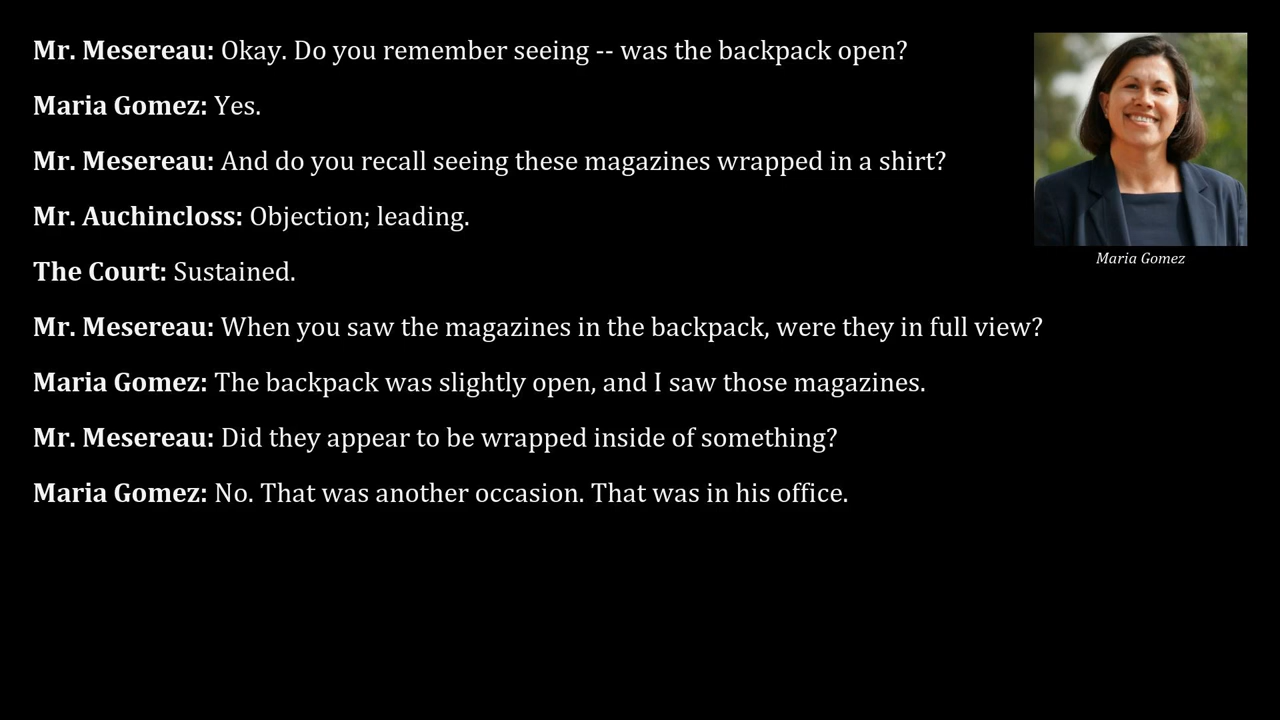 Mr. Mesereau: Okay. Do you remember seeing -- was the backpack open?
Maria Gomez: Yes.
Mr. Mesereau: And do you recall seeing these magazines wrapped in a shirt?
Mr. Auchincloss: Objection; leading.
The Court: Sustained.
Mr. Mesereau: When you saw the magazines in the backpack, were they in full view?
Maria Gomez: The backpack was slightly open, and I saw those magazines.
Mr. Mesereau: Did they appear to be wrapped inside of something?
Maria Gomez: No. That was another occasion. That was in his office.
Maria Gomez